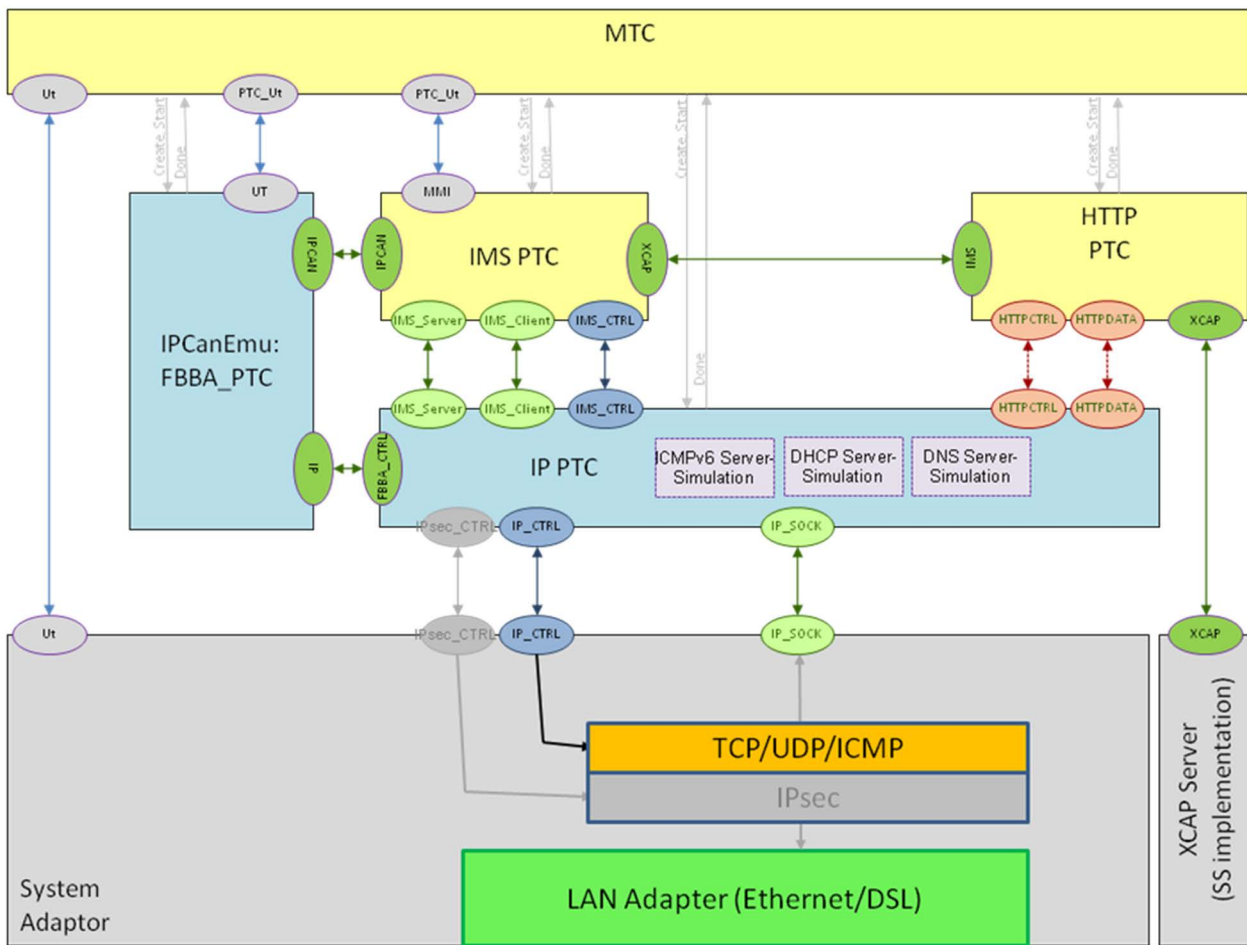 MTC
Ut
PTC_Ut
PTC_Ut
Create_Start
Done
Create_Start
Done
Create_Start
Done
Create_Start
Done
UT
MMI
IPCAN
IPCAN
IMS PTC
XCAP
SMI
HTTP
PTC
IPCanEmu:
FBBA_PTC
IMS_Server
IMS_Client
IMS_CTRL
HTTPCTRL
HTTPDATA
XCAP
IMS_Server
IMS_Client
IMS_CTRL
HTTPCTRL
HTTPDATA
IP
FBBA_CTRL
IP PTC
ICMPv6 Server-
Simulation
DHCP Server-
Simulation
DNS Server-
Simulation
IPsec_CTRL
IP_CTRL
IP_SOCK
Ut
IPsec_CTRL
IP_CTRL
IP_SOCK
XCAP
TCP/UDP/ICMP
IPsec
LAN Adapter (Ethernet/DSL)
System
Adaptor
XCAP Server
(SS implementation)